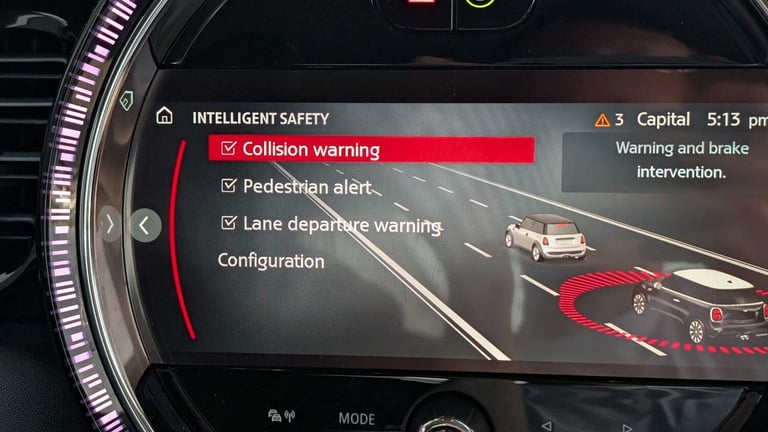 INTELLIGENT SAFETY
3 Capital 5:13 pm
Collision warning
Pedestrian alert
Lane departure warning
Configuration
Warning and brake
intervention.
MODE